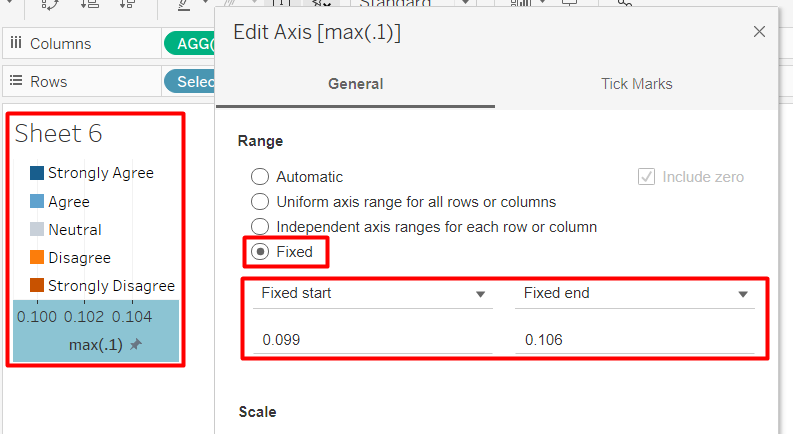 Standard
Columns
AGG(
Rows
Selec
Sheet 6
Strongly Agree
Agree
Neutral
Disagree
Strongly Disagree
0.100 0.102 0.104
max(.1)
Edit Axis [max(.1)]
General Tick Marks
Range
Automatic
Include zero
Uniform axis range for all rows or columns
Independent axis ranges for each row or column
Fixed
Fixed start Fixed end
0.099 0.106
Scale